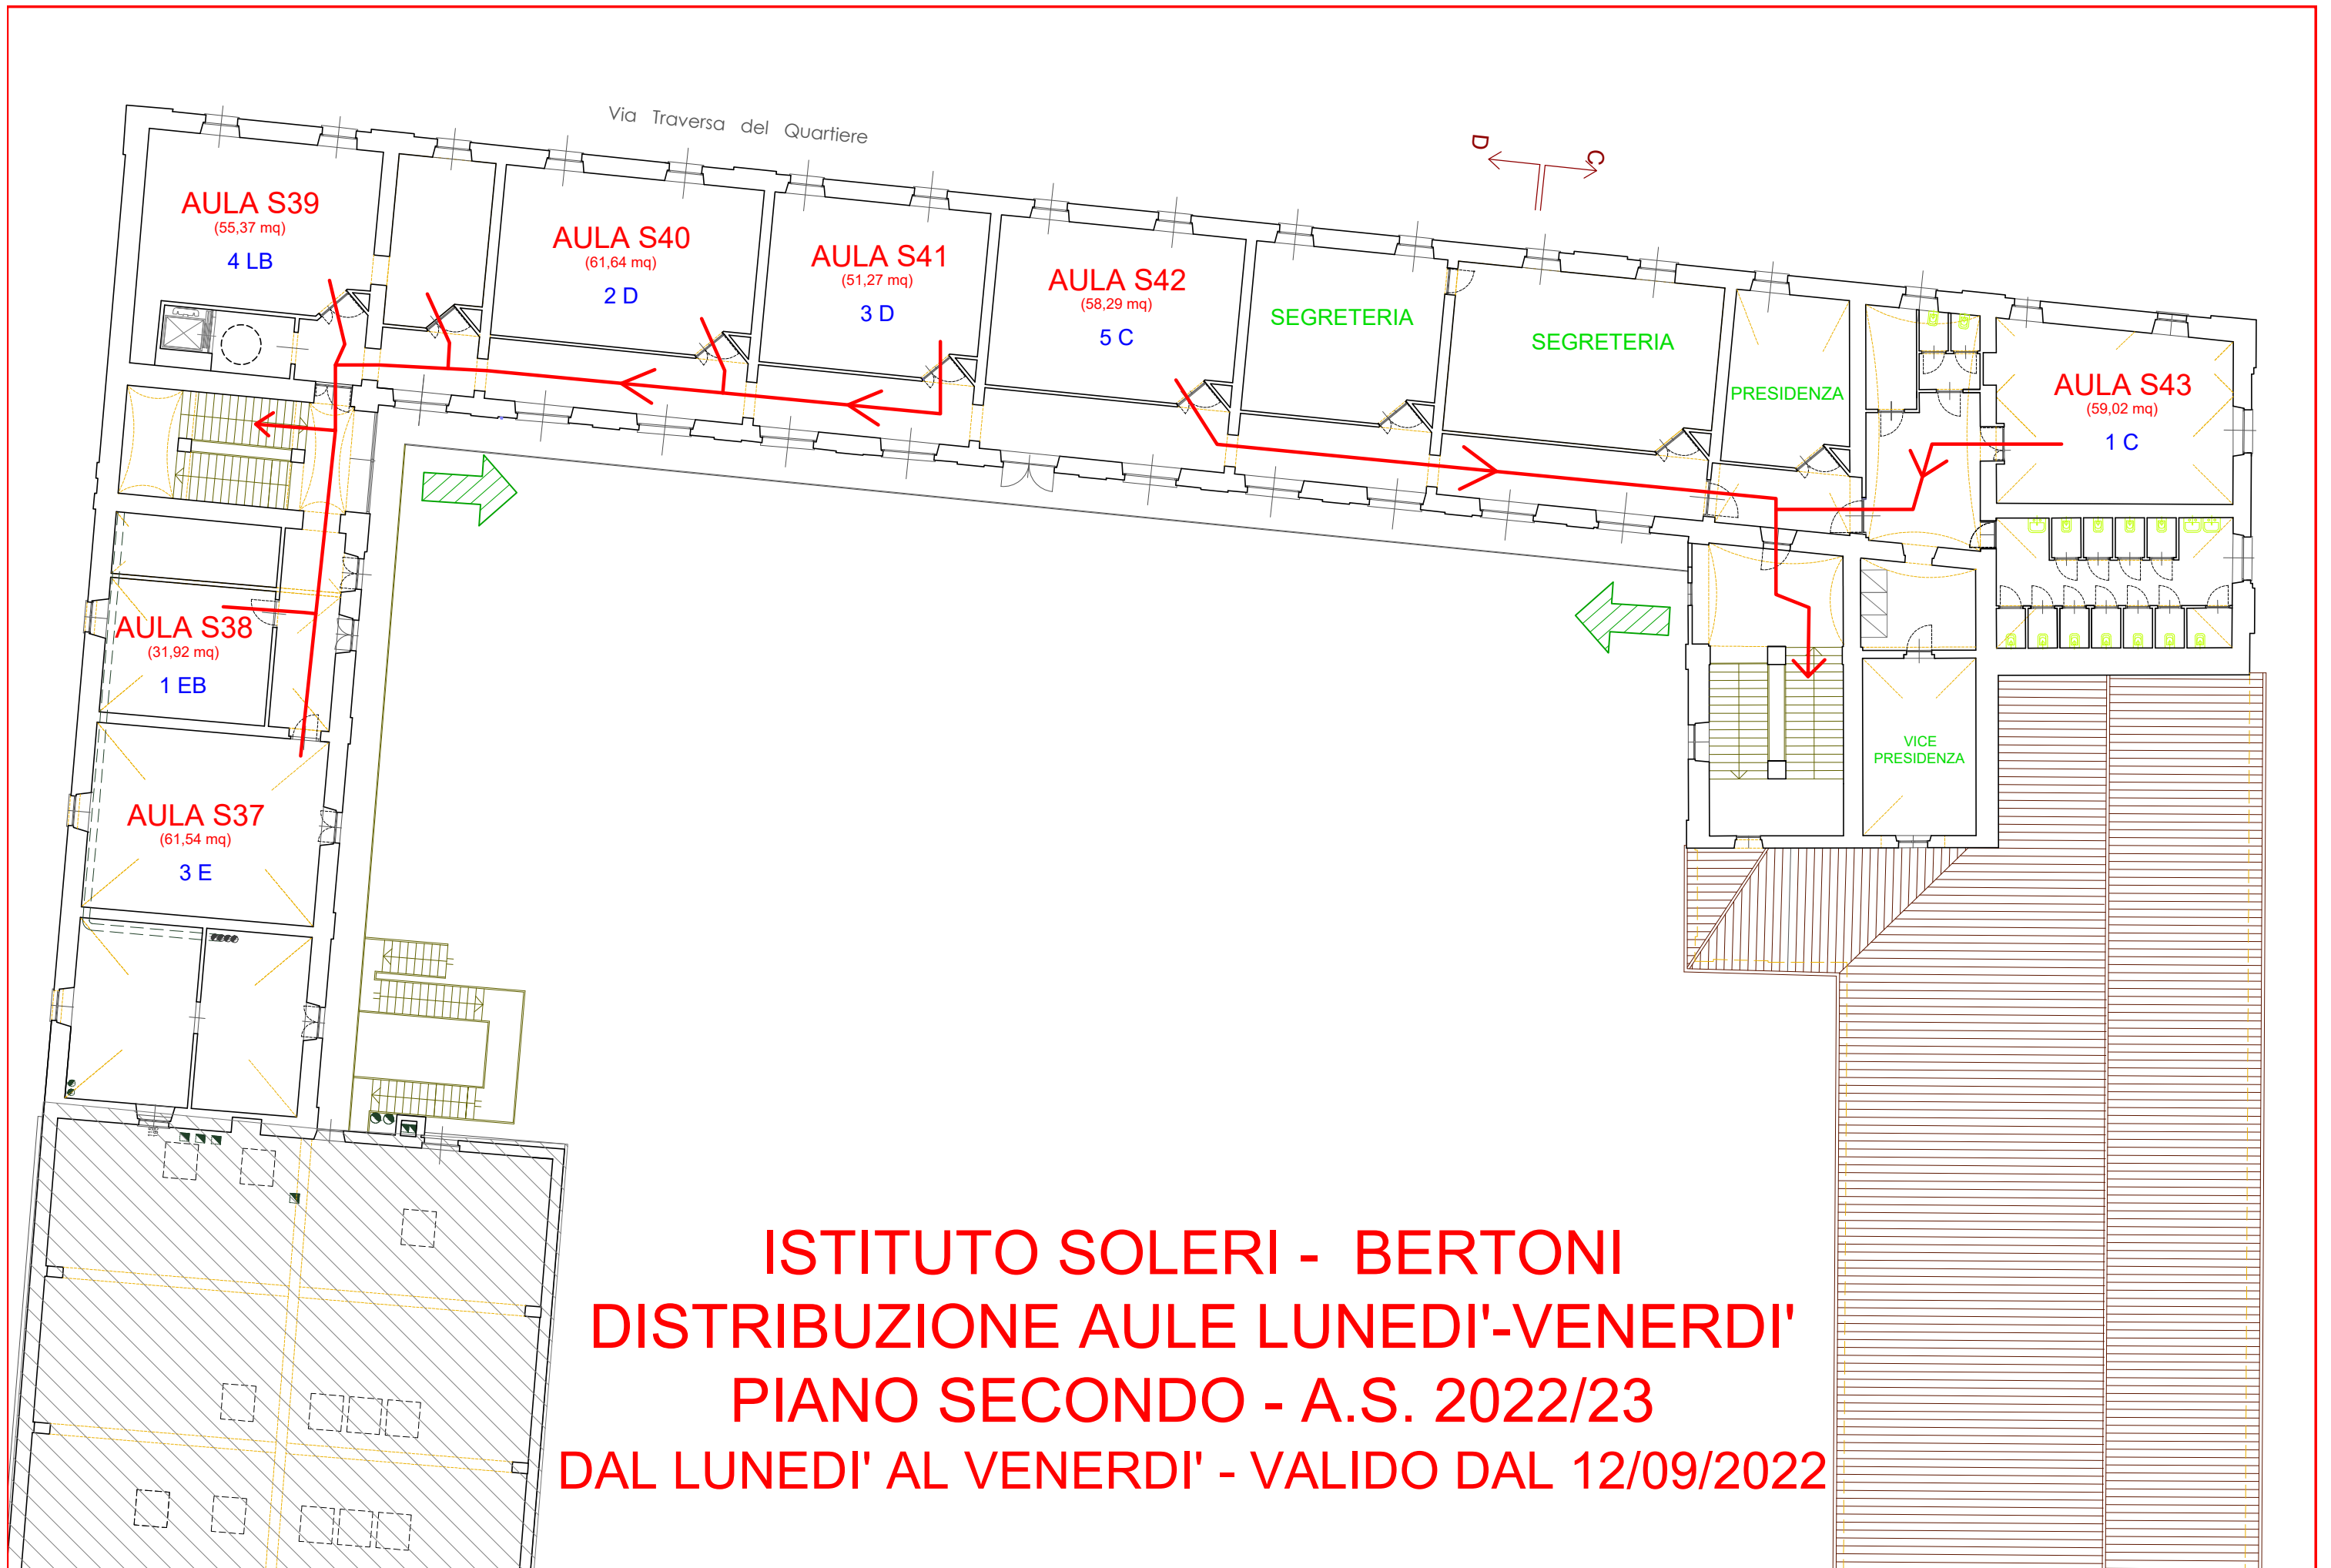 Via Traversa del Quartiere
D
C
AULA S39
(55,37 mq)
4 LB
AULA S40
(61,64 mq)
2 D
AULA S41
(51,27 mq)
3 D
AULA S42
(58,29 mq)
5 C
SEGRETERIA
SEGRETERIA
PRESIDENZA
AULA S43
(59,02 mq)
1 C
AULA S38
(31,92 mq)
1 EB
VICE
PRESIDENZA
AULA S37
(61,54 mq)
3 E
ISTITUTO SOLERI - BERTONI
DISTRIBUZIONE AULE LUNEDI'-VENERDI'
PIANO SECONDO - A.S. 2022/23
DAL LUNEDI' AL VENERDI' - VALIDO DAL 12/09/2022